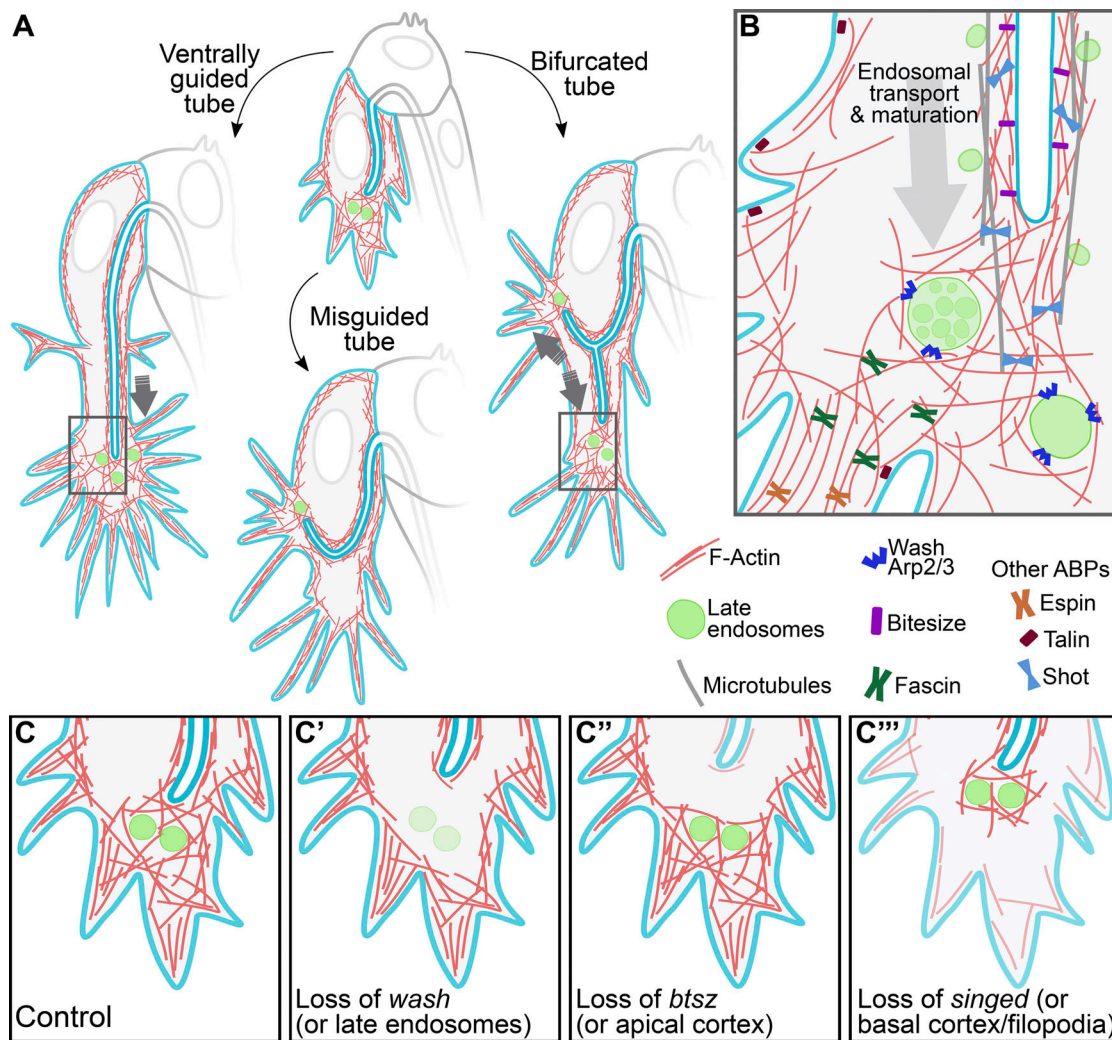 A
Ventrally
guided
tube
Bifurcated
tube
Misguided
tube
B
Endosomal
transport
& maturation
F-Actin
Late
endosomes
Microtubules
Wash
Arp2/3
Bitesize
Fascin
Other ABPs
Espin
Talin
Shot
C
Control
C'
Loss of wash
(or late endosomes)
C''
Loss of btsz
(or apical cortex)
C'''
Loss of singed (or
basal cortex/filopodia)